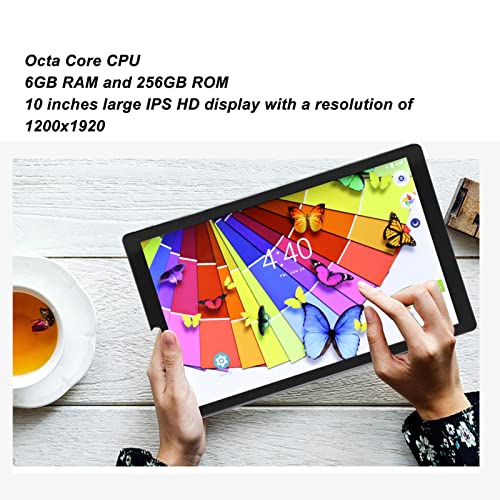 Octa Core CPU
6GB RAM and 256GB ROM
10 inches large IPS HD display with a resolution of
1200x1920
4:40